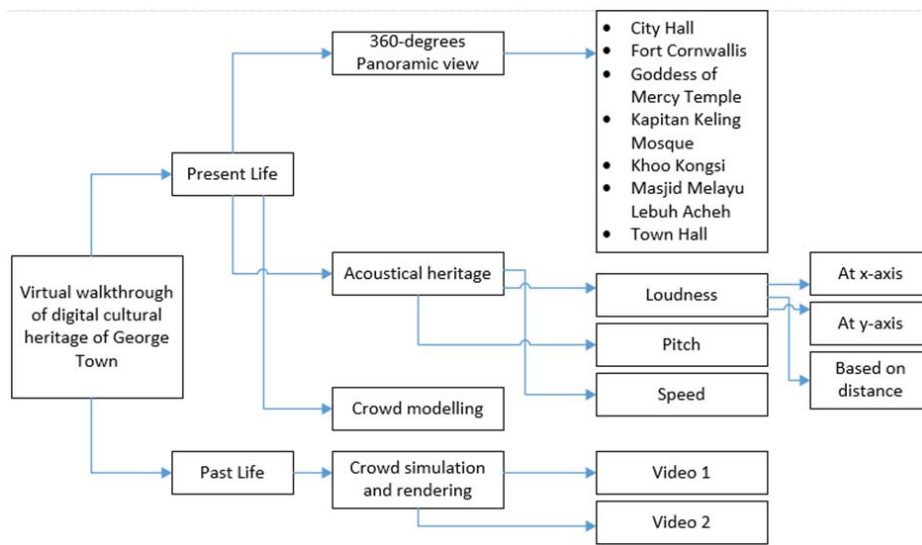 360-degrees
Panoramic view
• City Hall
• Fort Cornwallis
• Goddess of
Mercy Temple
• Kapitan Keling
Mosque
• Khoo Kongsi
• Masjid Melayu
Lebuh Acheh
• Town Hall
Present Life
Virtual walkthrough
of digital cultural
heritage of George
Town
Acoustical heritage
Loudness
At x-axis
At y-axis
Based on
distance
Pitch
Speed
Crowd modelling
Past Life
Crowd simulation
and rendering
Video 1
Video 2